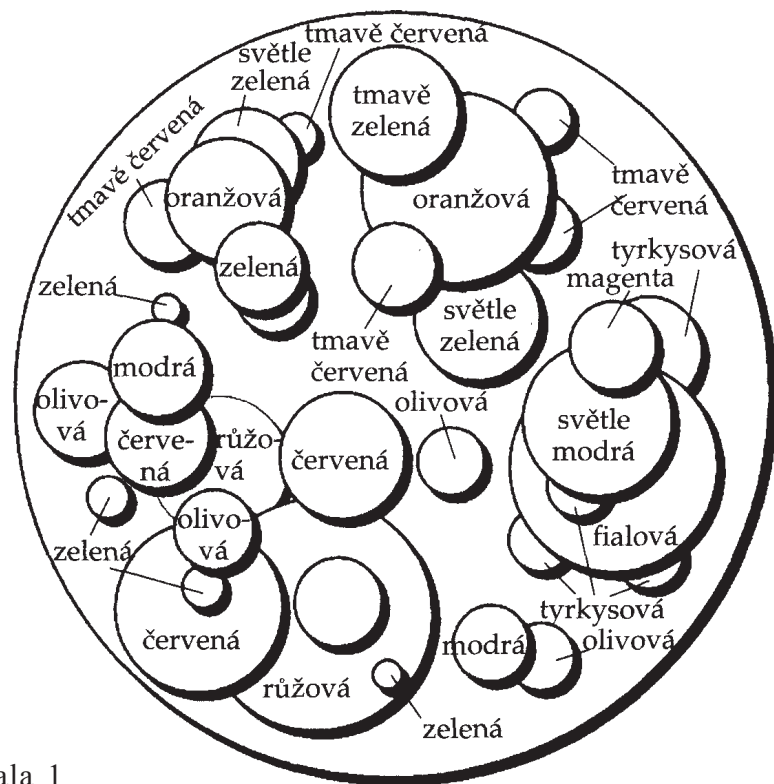 tmavě červená
světle
zelená
tmavě
zelená
tmavě červená
oranžová
oranžová
tmavě
červená
tyrkysová
magenta
zelená
zelená
světle
zelená
tmavě
červená
modrá
olivová
olivo-
vá
světle
modrá
červe-
ná
růžo-
vá
červená
olivo-
vá
fialová
zelená
tyrkysová
olivová
červená
modrá
růžová
zelená
ala 1